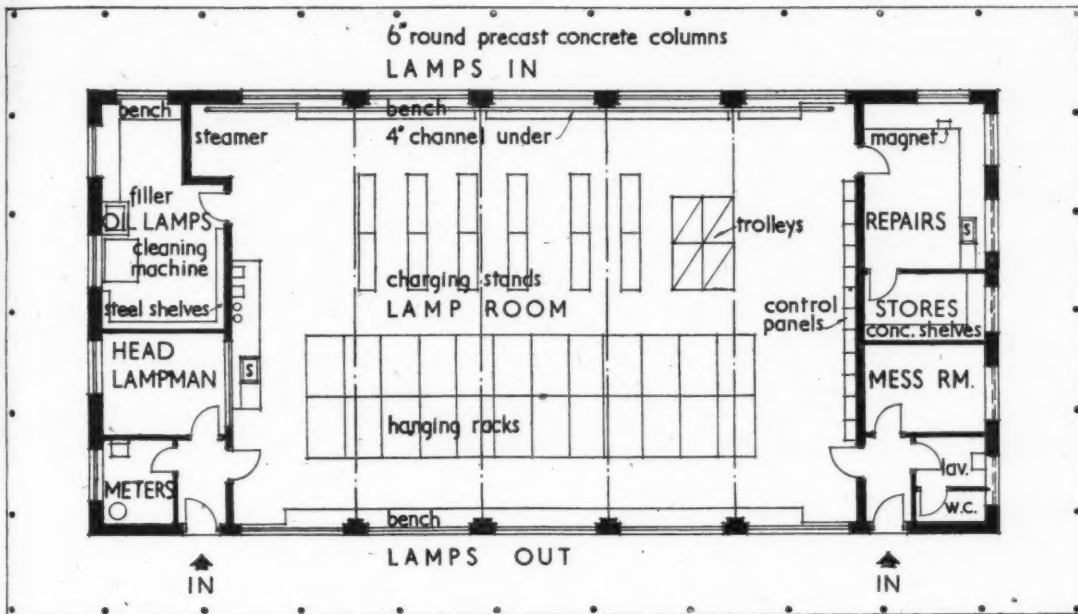 6" round precast concrete columns
LAMPS IN
bench
bench
steamer
4" channel under
magnet
filler
OIL LAMPS
REPAIRS
S
trolleys
cleaning
machine
charging stands
LAMP ROOM
steel shelves
control
panels
STORES
conc. shelves
HEAD
LAMPMAN
S
MESS RM.
hanging racks
METERS
lav.
w.c.
bench
LAMPS OUT
IN
IN